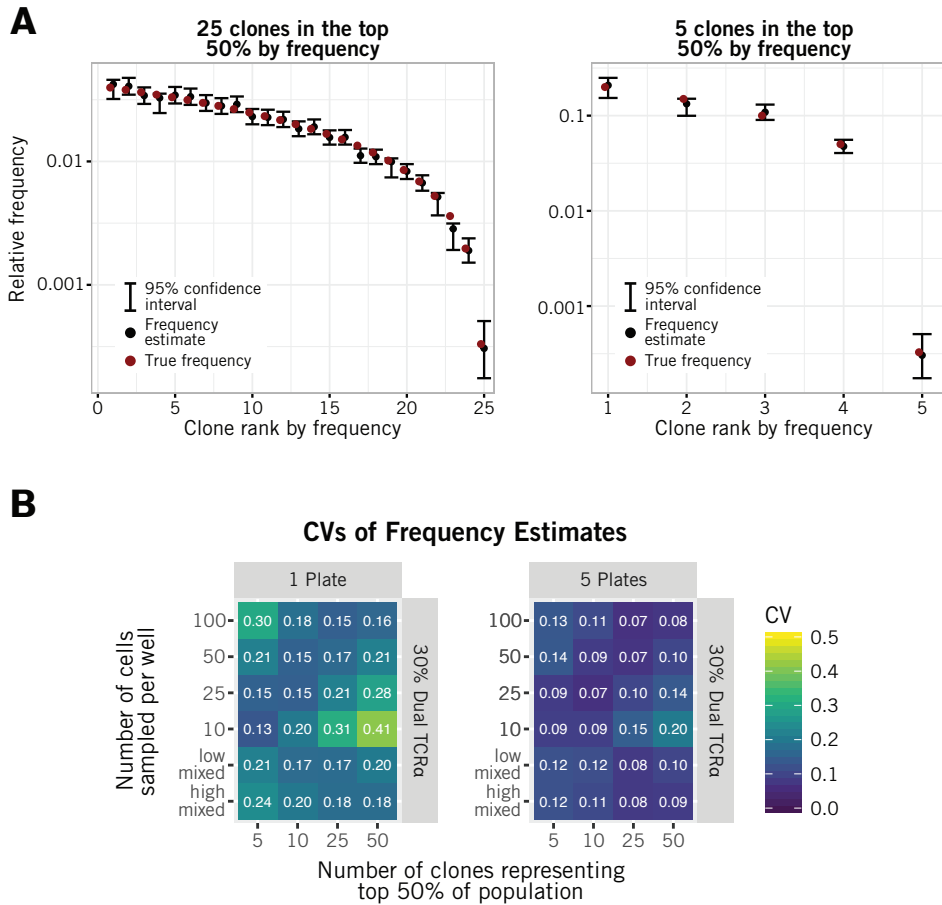 A
25 clones in the top
50% by frequency
5 clones in the top
50% by frequency
Relative frequency
0.01
0.001
95% confidence
interval
Frequency
estimate
True frequency
0 5 10 15 20 25
Clone rank by frequency
0.1
0.01
0.001
95% confidence
interval
Frequency
estimate
True frequency
1 2 3 4 5
Clone rank by frequency
B
CVs of Frequency Estimates
1 Plate
5 Plates
Number of cells
sampled per well
100 0.30 0.18 0.15 0.16
50 0.21 0.15 0.17 0.21
25 0.15 0.15 0.21 0.28
10 0.13 0.20 0.31 0.41
low
mixed
0.21 0.17 0.17 0.20
high
mixed
0.24 0.20 0.18 0.18
5 10 25 50
30% Dual TCRα
0.13 0.11 0.07 0.08
0.14 0.09 0.07 0.10
0.09 0.07 0.10 0.14
0.09 0.09 0.15 0.20
0.12 0.12 0.08 0.10
0.12 0.11 0.08 0.09
5 10 25 50
30% Dual TCRα
CV
0.5
0.4
0.3
0.2
0.1
0.0
Number of clones representing
top 50% of population